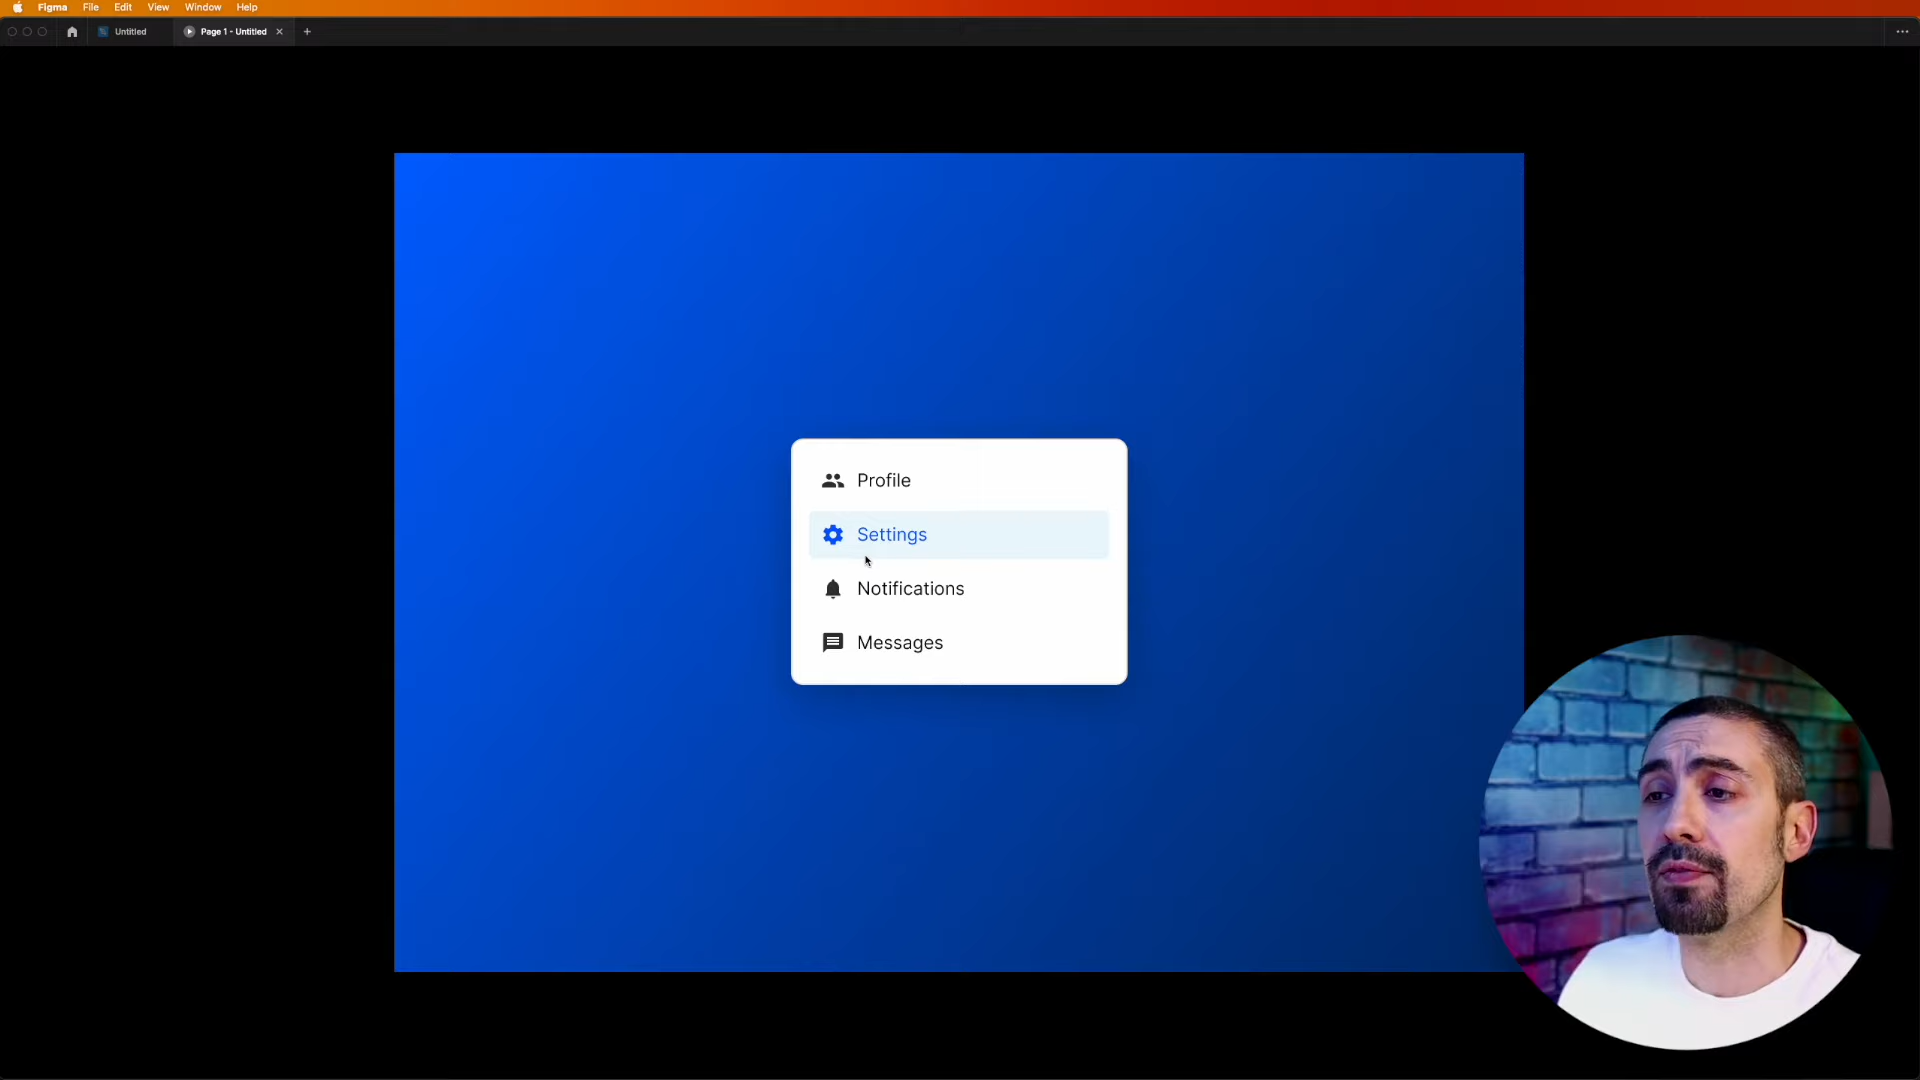 Figma File Edit View Window Help
Untitled Page 1 - Untitled
Profile
Settings
Notifications
Messages